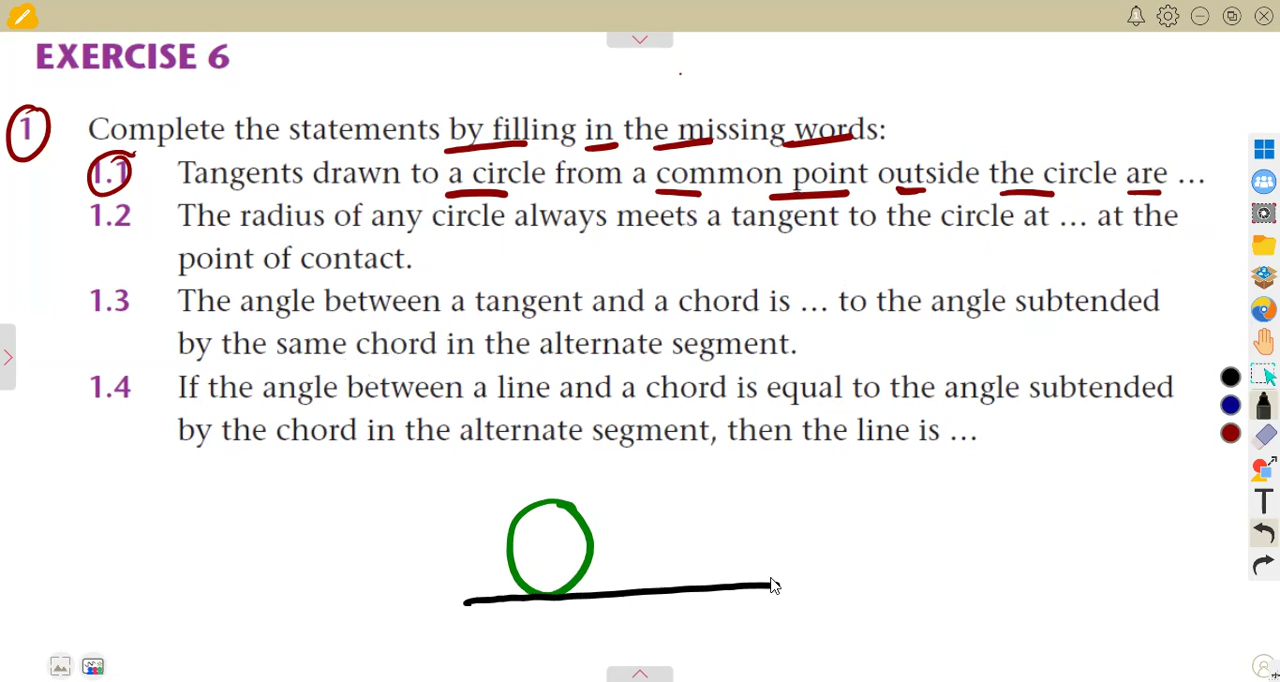 EXERCISE 6
1 Complete the statements by filling in the missing words:
1.1 Tangents drawn to a circle from a common point outside the circle are ...
1.2 The radius of any circle always meets a tangent to the circle at ... at the
point of contact.
1.3 The angle between a tangent and a chord is ... to the angle subtended
by the same chord in the alternate segment.
1.4 If the angle between a line and a chord is equal to the angle subtended
by the chord in the alternate segment, then the line is ...